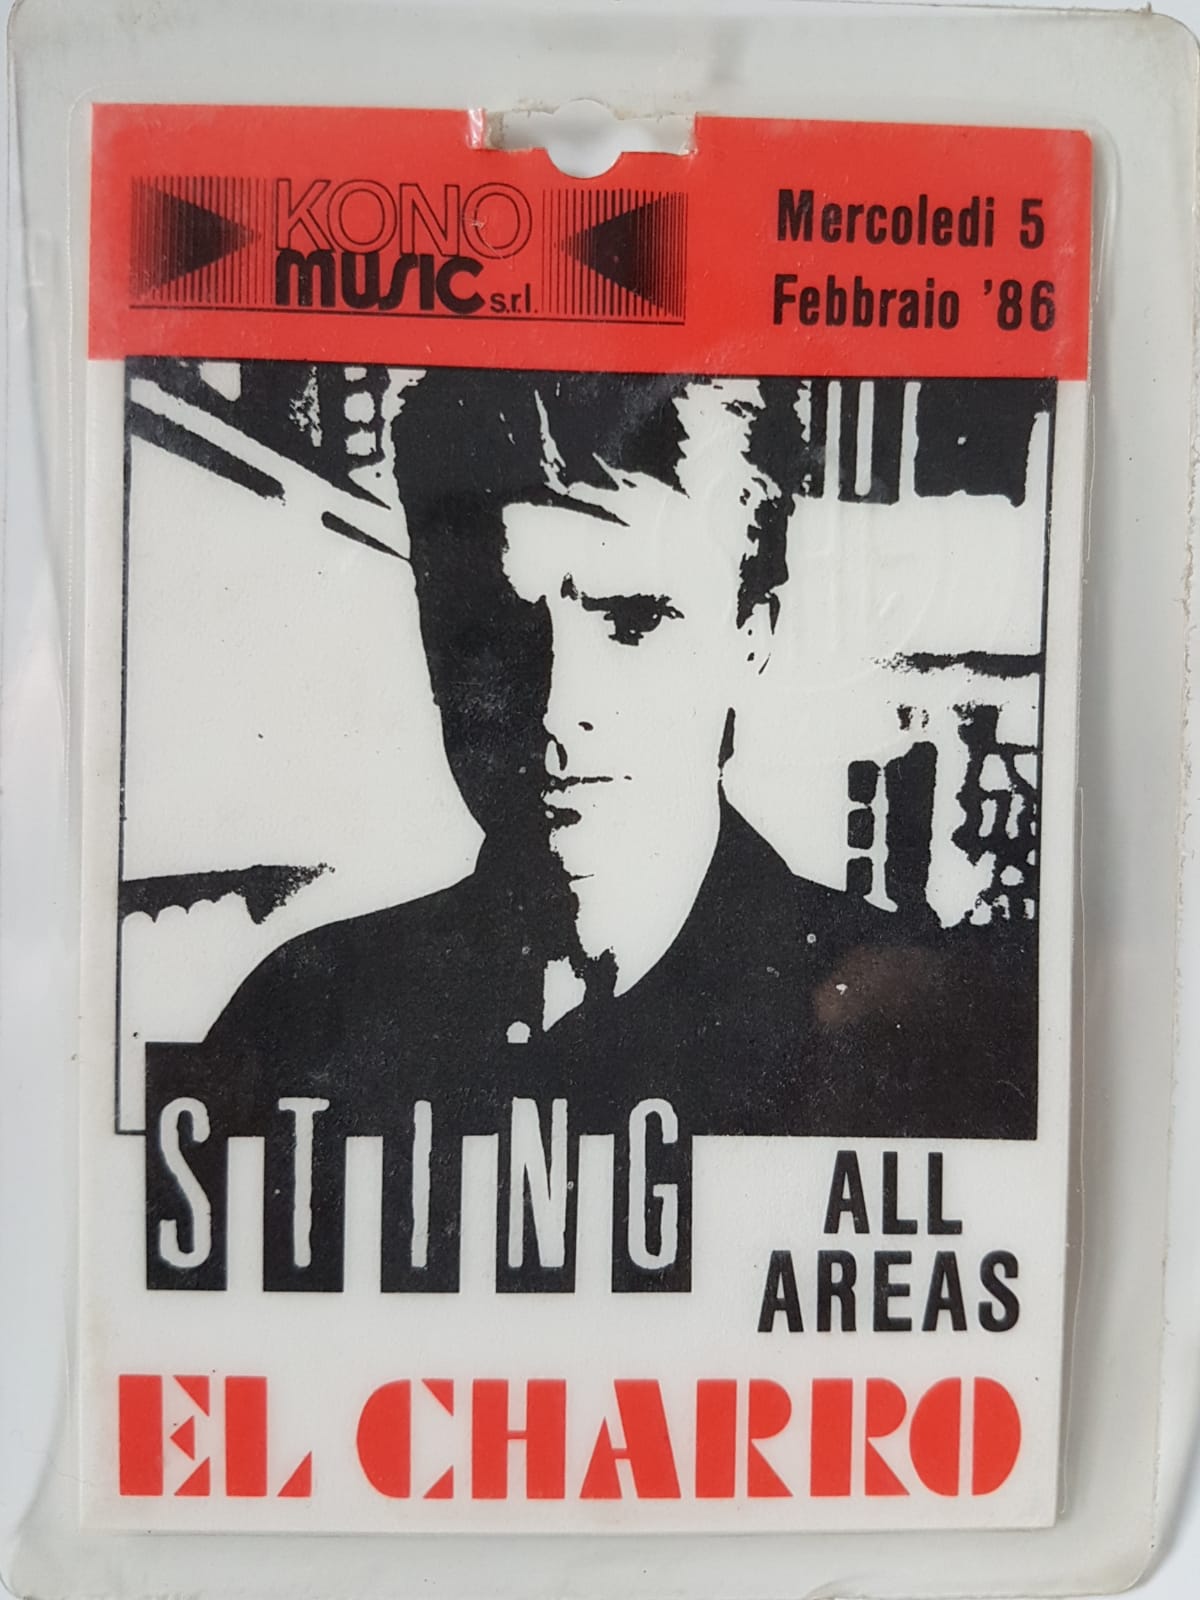 KONO
MUSIC s.r.l.
Mercoledi 5
Febbraio '86
STING
ALL
AREAS
EL CHARRO